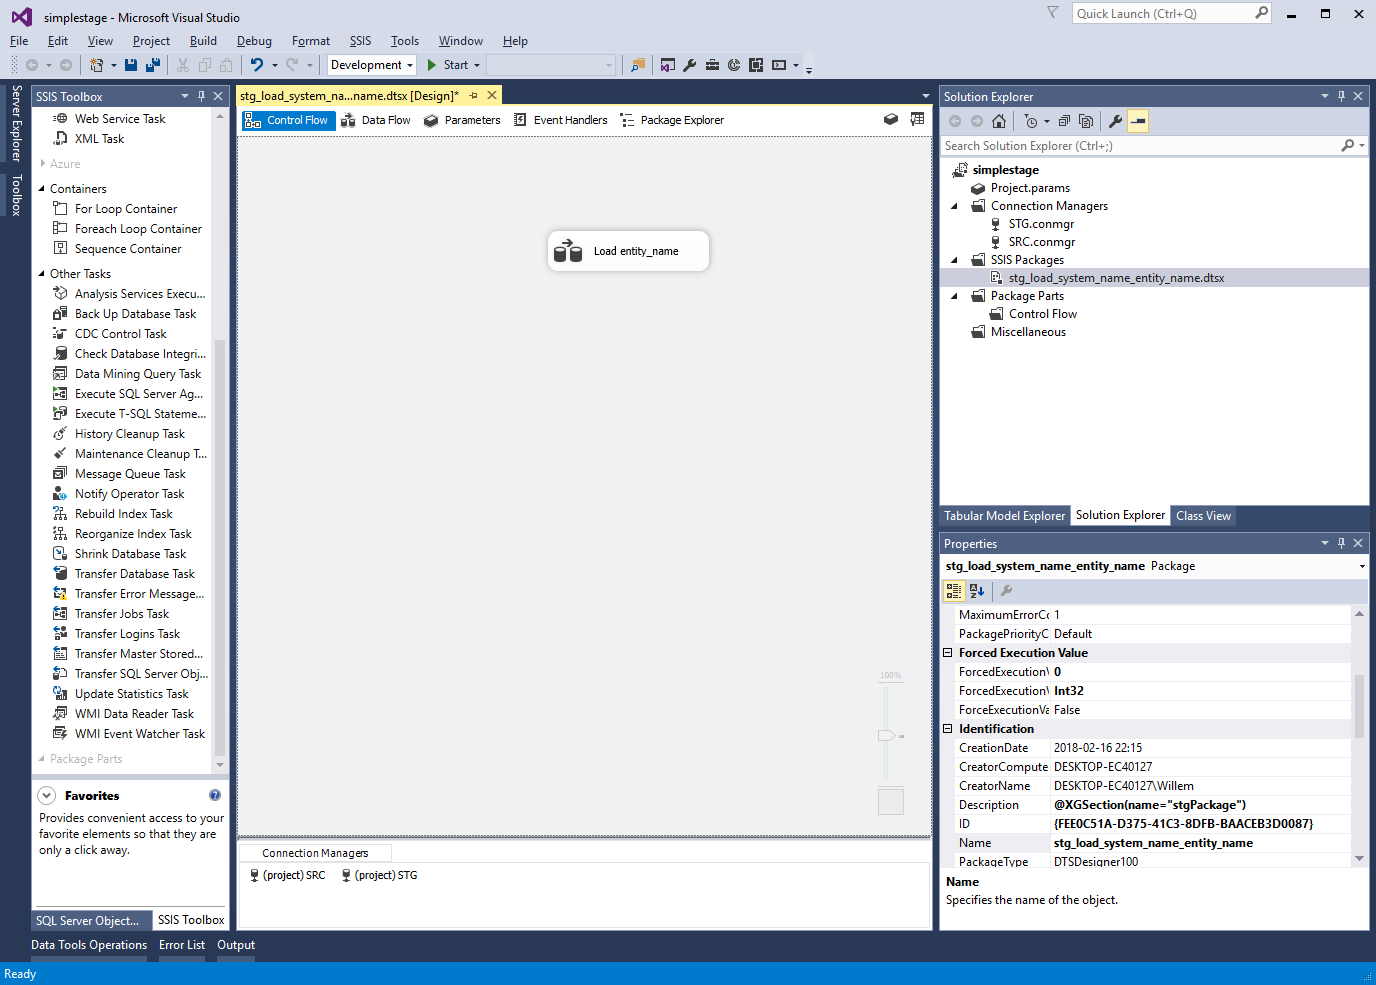 simplestage - Microsoft Visual Studio
Quick Launch (Ctrl+Q)
File Edit View Project Build Debug Format SSIS Tools Window Help
Development Start
Server Explorer
Toolbox
SSIS Toolbox
Web Service Task
XML Task
Azure
Containers
For Loop Container
Foreach Loop Container
Sequence Container
Other Tasks
Analysis Services Execu...
Back Up Database Task
CDC Control Task
Check Database Integri...
Data Mining Query Task
Execute SQL Server Ag...
Execute T-SQL Stateme...
History Cleanup Task
Maintenance Cleanup T...
Message Queue Task
Notify Operator Task
Rebuild Index Task
Reorganize Index Task
Shrink Database Task
Transfer Database Task
Transfer Error Message...
Transfer Jobs Task
Transfer Logins Task
Transfer Master Stored...
Transfer SQL Server Obj...
Update Statistics Task
WMI Data Reader Task
WMI Event Watcher Task
Package Parts
Favorites
Provides convenient access to your
favorite elements so that they are
only a click away.
SQL Server Object... SSIS Toolbox
stg_load_system_na...name.dtsx [Design]*
Control Flow Data Flow Parameters Event Handlers Package Explorer
Load entity_name
100%
Connection Managers
(project) SRC (project) STG
Solution Explorer
Search Solution Explorer (Ctrl+;)
simplestage
Project.params
Connection Managers
STG.conmgr
SRC.conmgr
SSIS Packages
stg_load_system_name_entity_name.dtsx
Package Parts
Control Flow
Miscellaneous
Tabular Model Explorer Solution Explorer Class View
Properties
stg_load_system_name_entity_name Package
MaximumErrorCo 1
PackagePriorityC Default
Forced Execution Value
ForcedExecution\ 0
ForcedExecution\ Int32
ForceExecutionVa False
Identification
CreationDate 2018-02-16 22:15
CreatorCompute DESKTOP-EC40127
CreatorName DESKTOP-EC40127\Willem
Description @XGSection(name="stgPackage")
ID {FEE0C51A-D375-41C3-8DFB-BAACEB3D0087}
Name stg_load_system_name_entity_name
PackageType DTSDesigner100
Name
Specifies the name of the object.
Data Tools Operations Error List Output
Ready